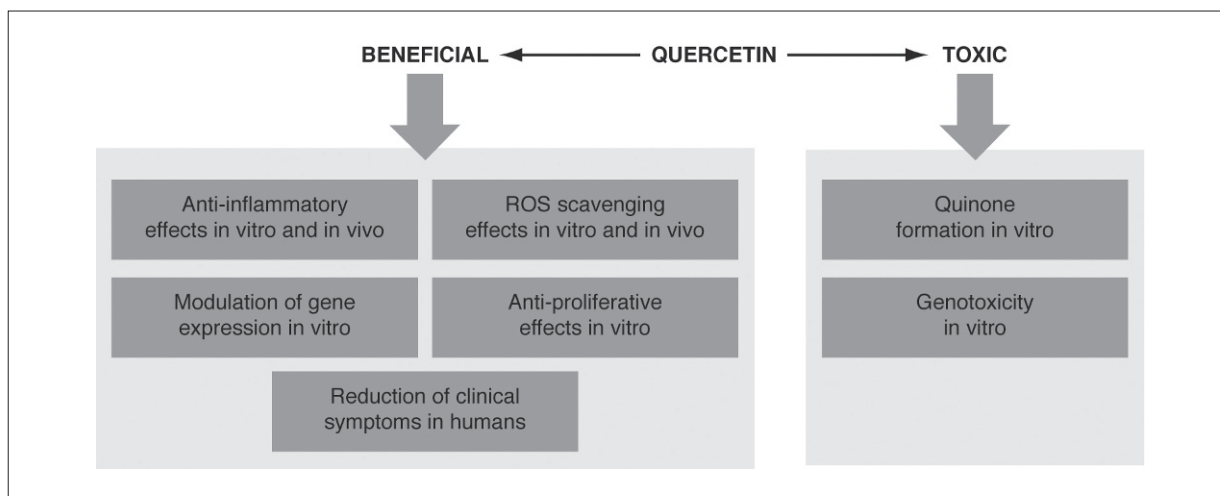 BENEFICIAL QUERCETIN TOXIC
Anti-inflammatory
effects in vitro and in vivo
ROS scavenging
effects in vitro and in vivo
Quinone
formation in vitro
Modulation of gene
expression in vitro
Anti-proliferative
effects in vitro
Genotoxicity
in vitro
Reduction of clinical
symptoms in humans